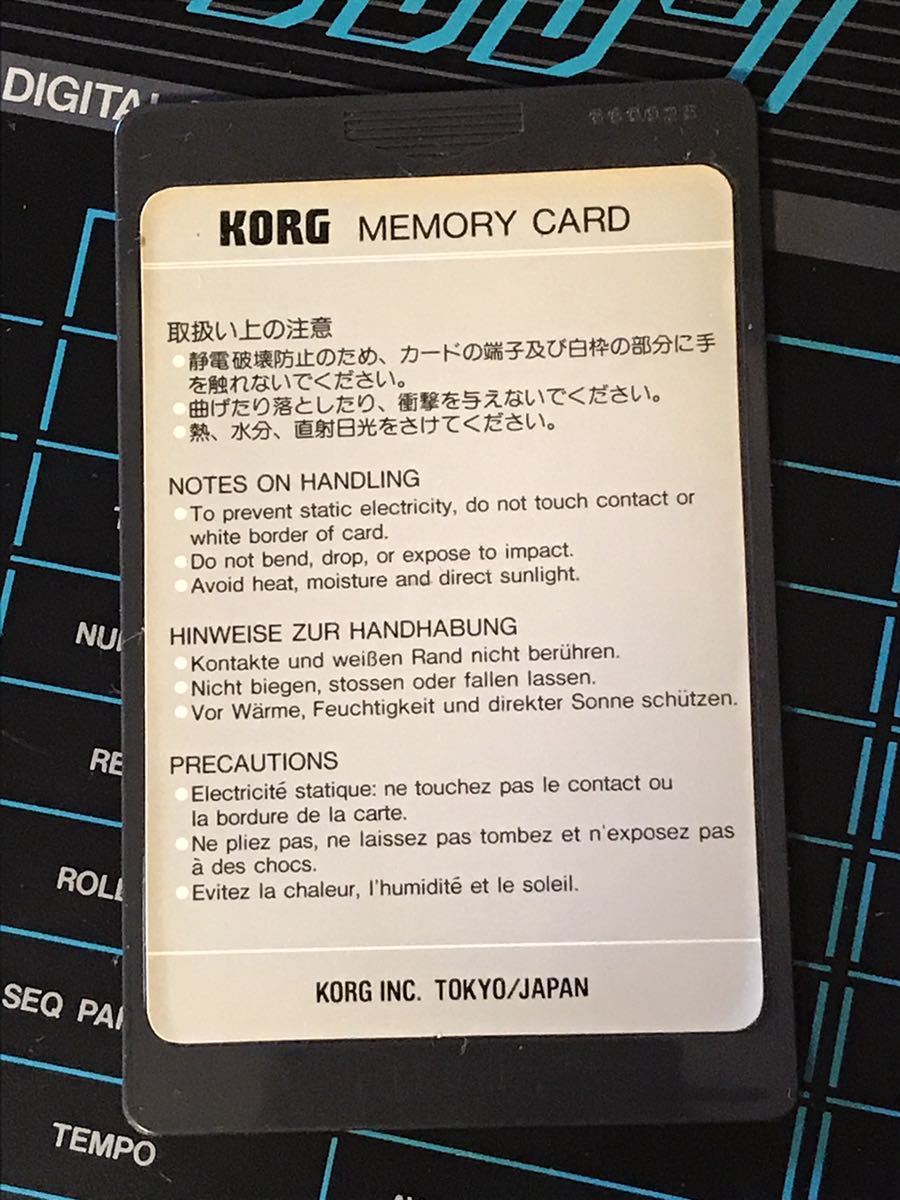 DIGITAL
KORG MEMORY CARD
取扱い上の注意
静電破壊防止のため、カードの端子及び白枠の部分に手
を触れないでください。
曲げたり落としたり、衝撃を与えないでください。
熱、水分、直射日光をさけてください。
NOTES ON HANDLING
To prevent static electricity, do not touch contact or
white border of card.
Do not bend, drop, or expose to impact.
Avoid heat, moisture and direct sunlight.
HINWEISE ZUR HANDHABUNG
Kontakte und weißen Rand nicht berühren.
Nicht biegen, stossen oder fallen lassen.
Vor Wärme, Feuchtigkeit und direkter Sonne schützen.
PRECAUTIONS
Electricité statique: ne touchez pas le contact ou
la bordure de la carte.
Ne pliez pas, ne laissez pas tombez et n'exposez pas
à des chocs.
Evitez la chaleur, l'humidité et le soleil.
KORG INC. TOKYO/JAPAN
ROLL
SEQ
TEMPO